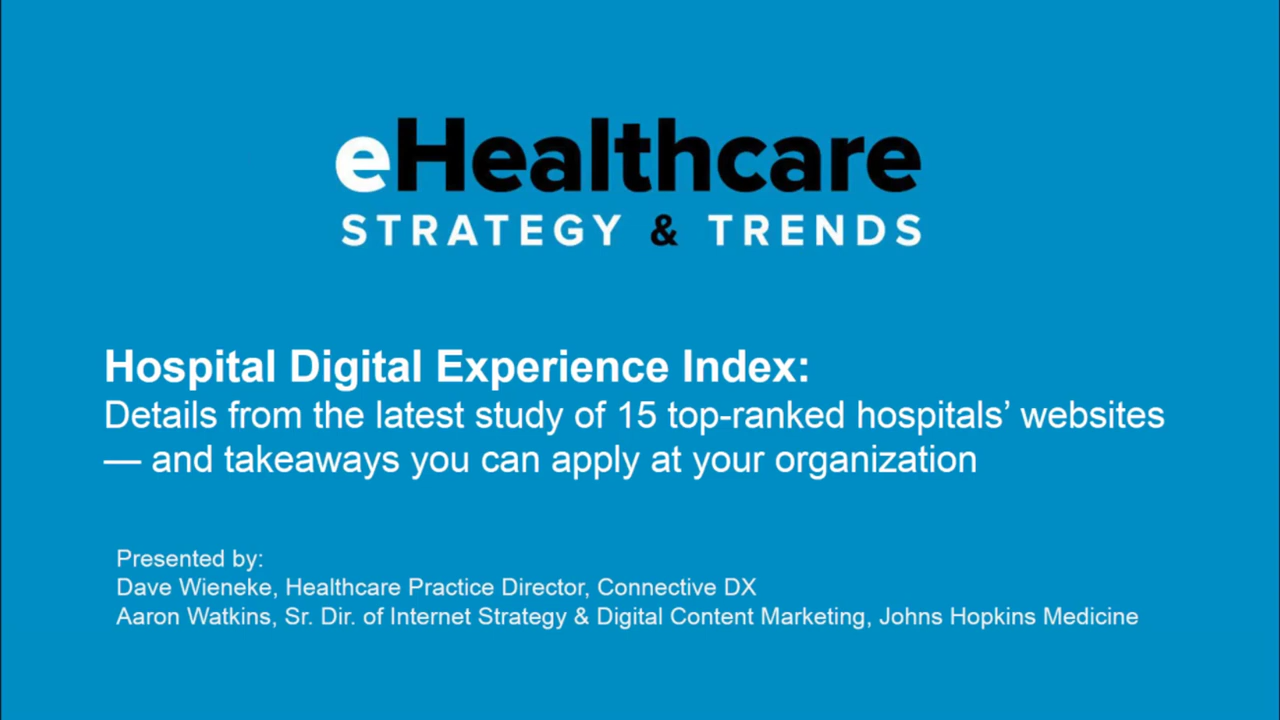 eHealthcare
STRATEGY & TRENDS
Hospital Digital Experience Index:
Details from the latest study of 15 top-ranked hospitals’ websites
— and takeaways you can apply at your organization
Presented by:
Dave Wieneke, Healthcare Practice Director, Connective DX
Aaron Watkins, Sr. Dir. of Internet Strategy & Digital Content Marketing, Johns Hopkins Medicine